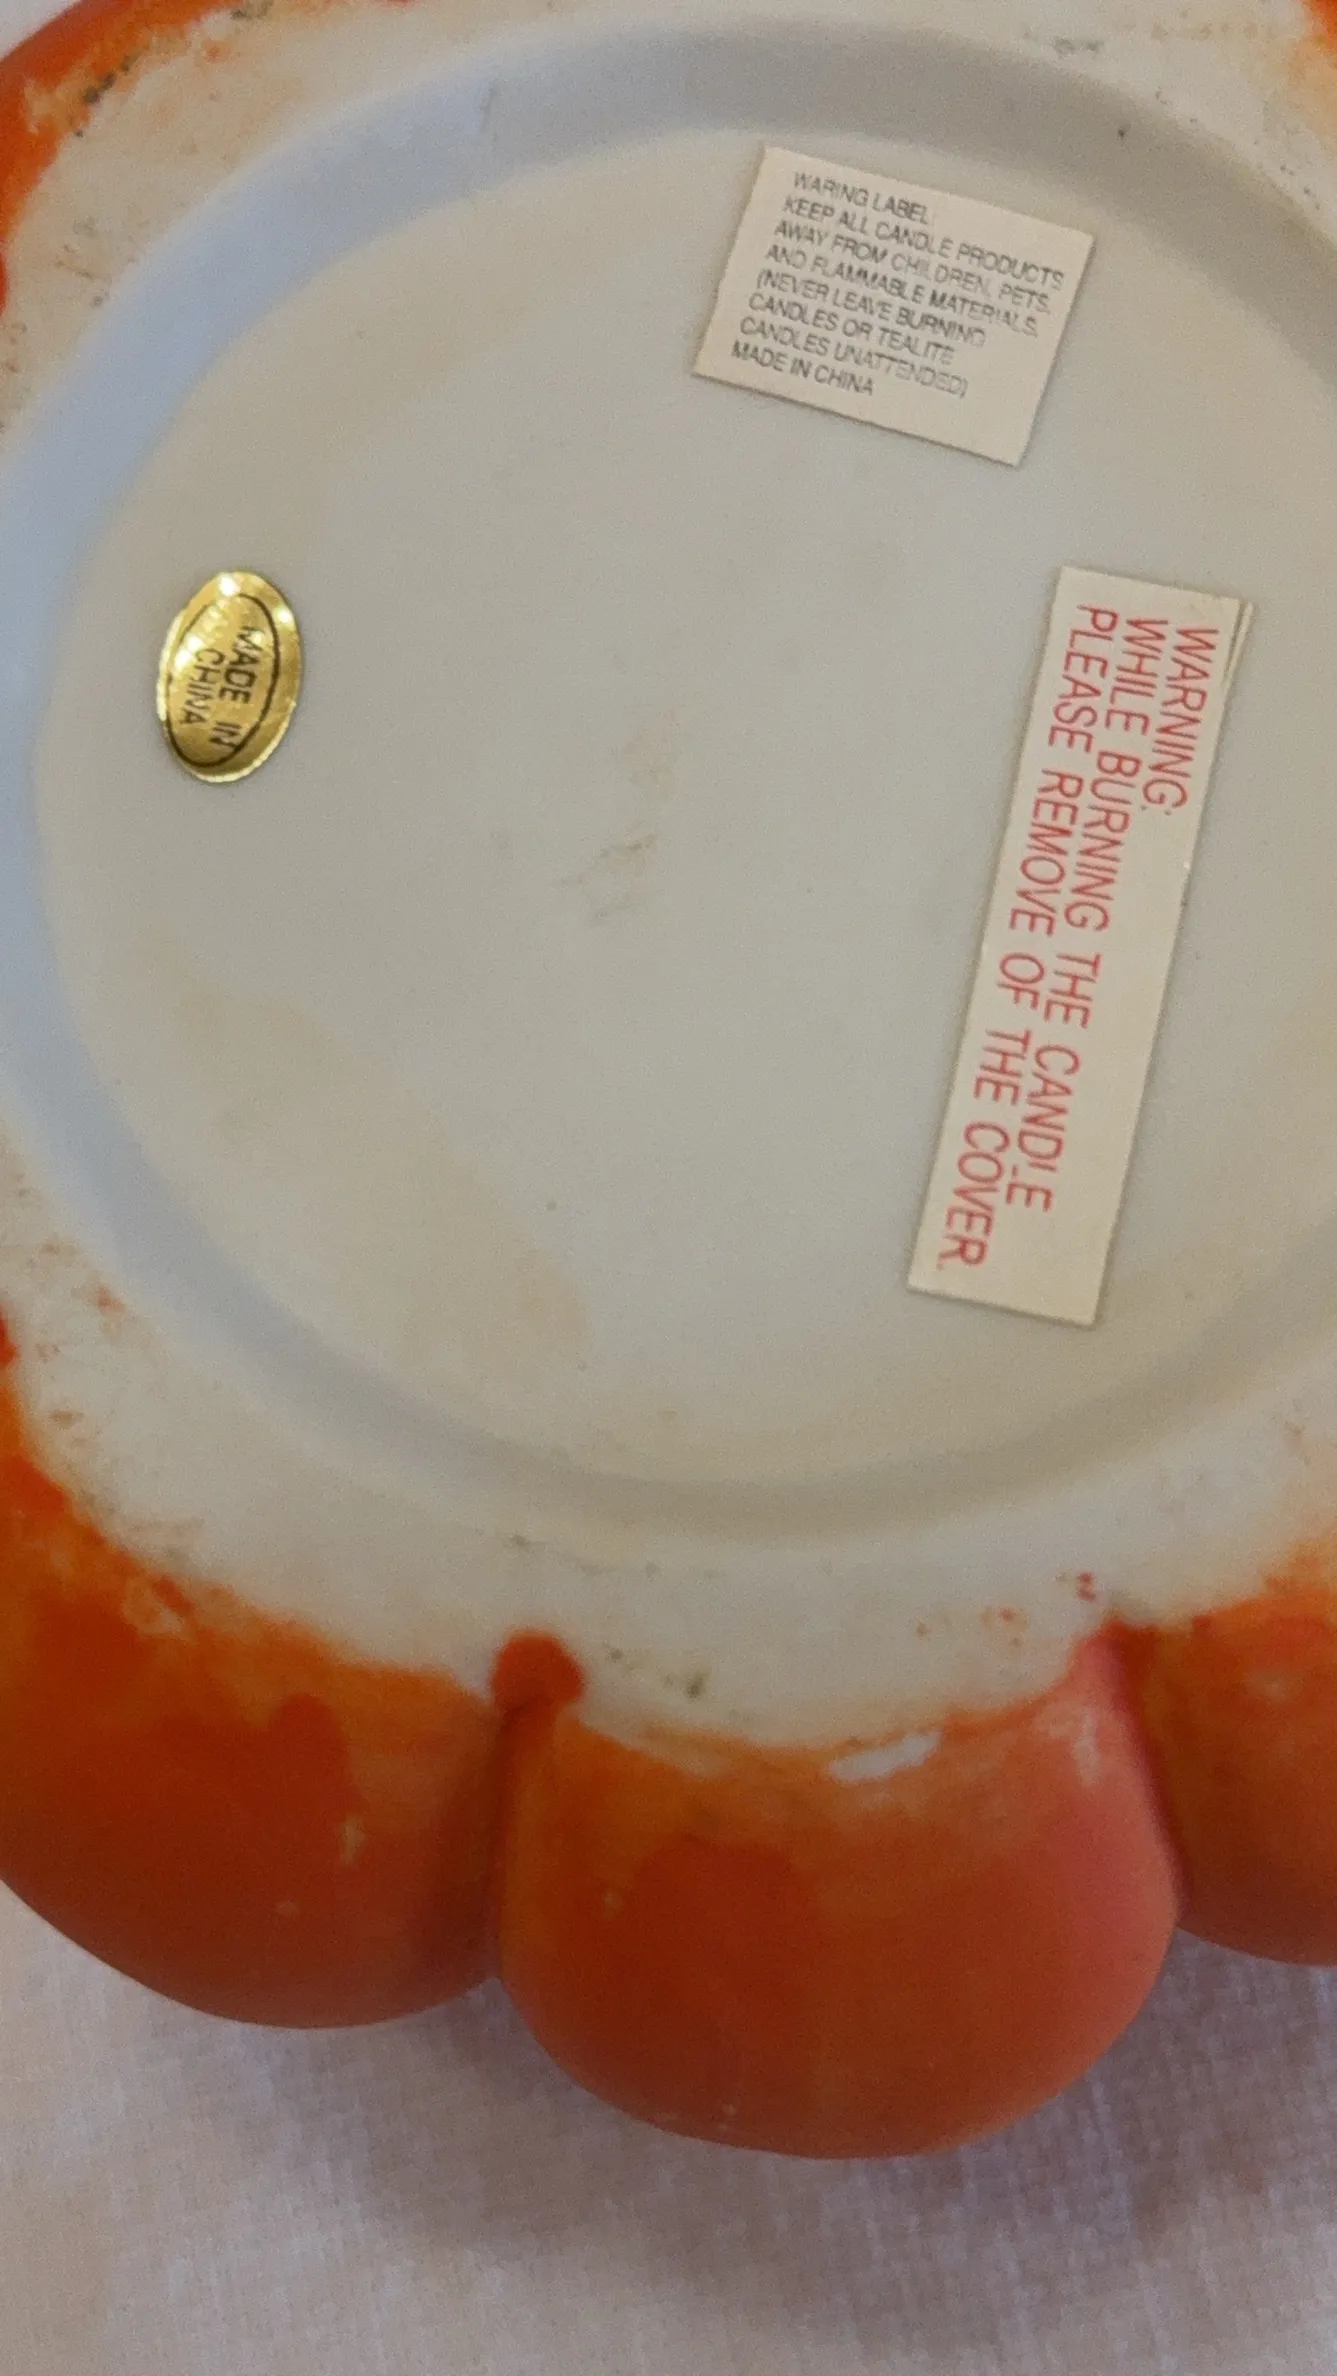 WARING LABEL:
KEEP ALL CANDLE PRODUCTS
AWAY FROM CHILDREN, PETS,
AND FLAMMABLE MATERIALS.
(NEVER LEAVE BURNING
CANDLES OR TEALITE
CANDLES UNATTENDED)
MADE IN CHINA
MADE IN
CHINA
WARNING:
WHILE BURNING THE CANDLE
PLEASE REMOVE OF THE COVER.